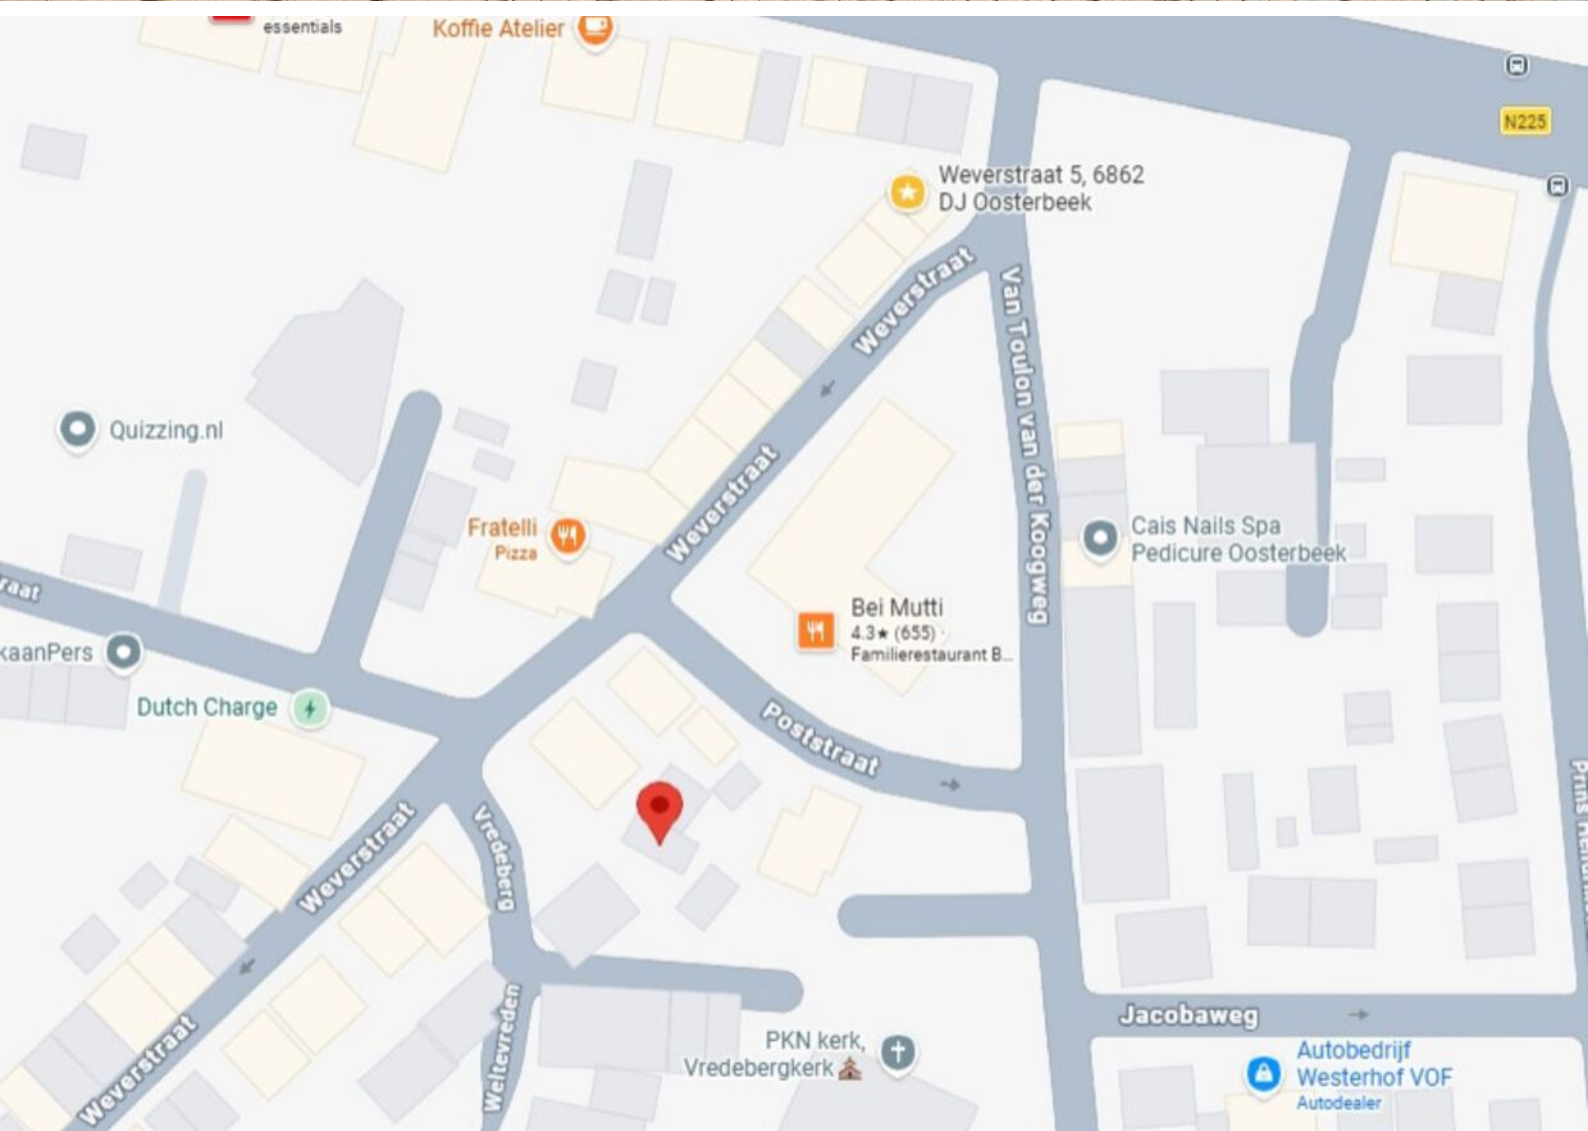 essentials
Koffie Atelier
N225
Weverstraat 5, 6862
DJ Oosterbeek
Weverstraat
Van Toulon van der Koogweg
Quizzing.nl
Weverstraat
Fratelli
Pizza
Cais Nails Spa
Pedicure Oosterbeek
raat
Bei Mutti
4.3★ (655) ·
Familierestaurant B...
kaanPers
Dutch Charge
Poststraat
Weverstraat
Vredeberg
Weltevreden
Jacobaweg
PKN kerk,
Vredebergkerk
Weverstraat
Autobedrijf
Westerhof VOF
Autodealer